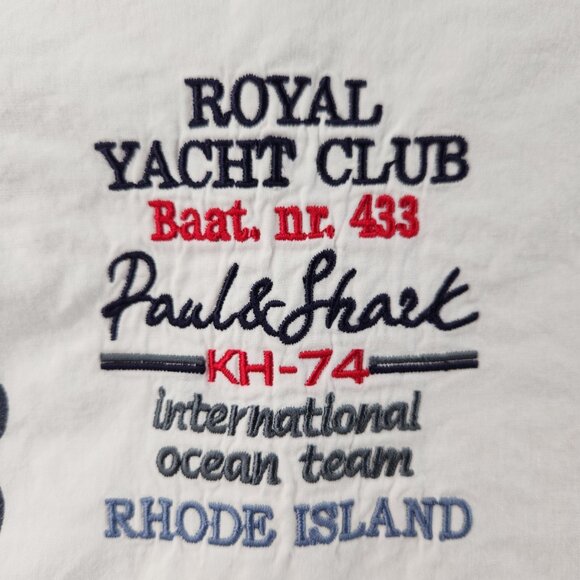 ROYAL
YACHT CLUB
Baat. nr. 433
Paul&Shark
KH-74
international
ocean team
RHODE ISLAND